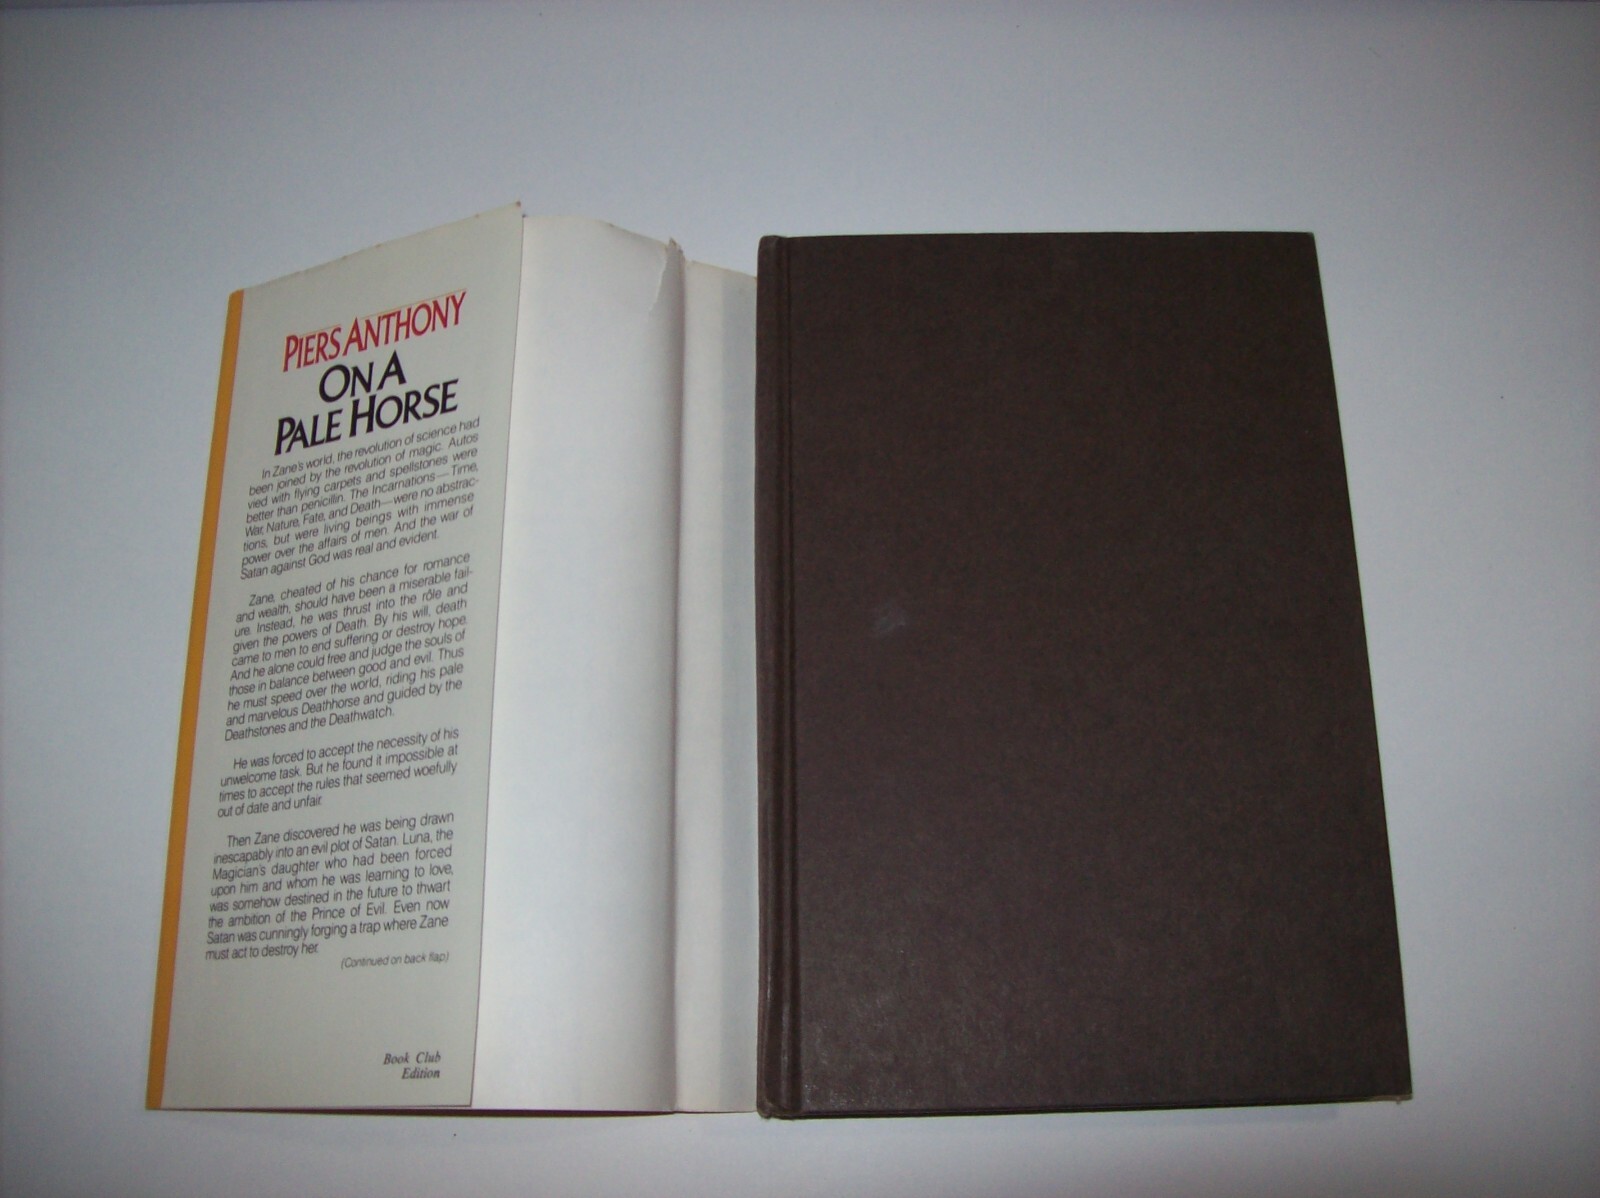 PIERS ANTHONY
ON A
PALE HORSE
In Zane's world, the revolution of science had
been joined by the revolution of magic. Autos
vied with flying carpets and spellstones were
better than penicillin. The Incarnations—Time,
War, Nature, Fate, and Death—were no abstrac-
tions, but were living beings with immense
power over the affairs of men. And the war of
Satan against God was real and evident.
Zane, cheated of his chance for romance
and wealth, should have been a miserable fail-
ure. Instead, he was thrust into the rôle and
given the powers of Death. By his will, death
came to men to end suffering or destroy hope.
And he alone could free and judge the souls of
those in balance between good and evil. Thus
he must speed over the world, riding his pale
and marvelous Deathhorse and guided by the
Deathstones and the Deathwatch.
He was forced to accept the necessity of his
unwelcome task. But he found it impossible at
times to accept the rules that seemed woefully
out of date and unfair.
Then Zane discovered he was being drawn
inescapably into an evil plot of Satan. Luna, the
Magician's daughter who had been forced
upon him and whom he was learning to love,
was somehow destined in the future to thwart
the ambition of the Prince of Evil. Even now
Satan was cunningly forging a trap where Zane
must act to destroy her.
(Continued on back flap)
Book Club
Edition